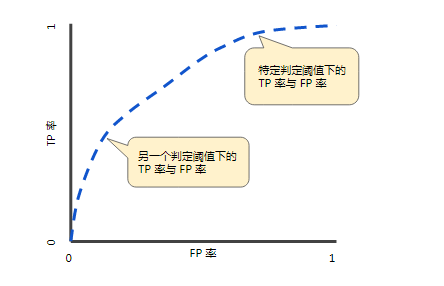 1
特定判定阈值下的
TP 率与 FP 率
TP 率
另一个判定阈值下的
TP 率与 FP 率
0
0
FP 率
1